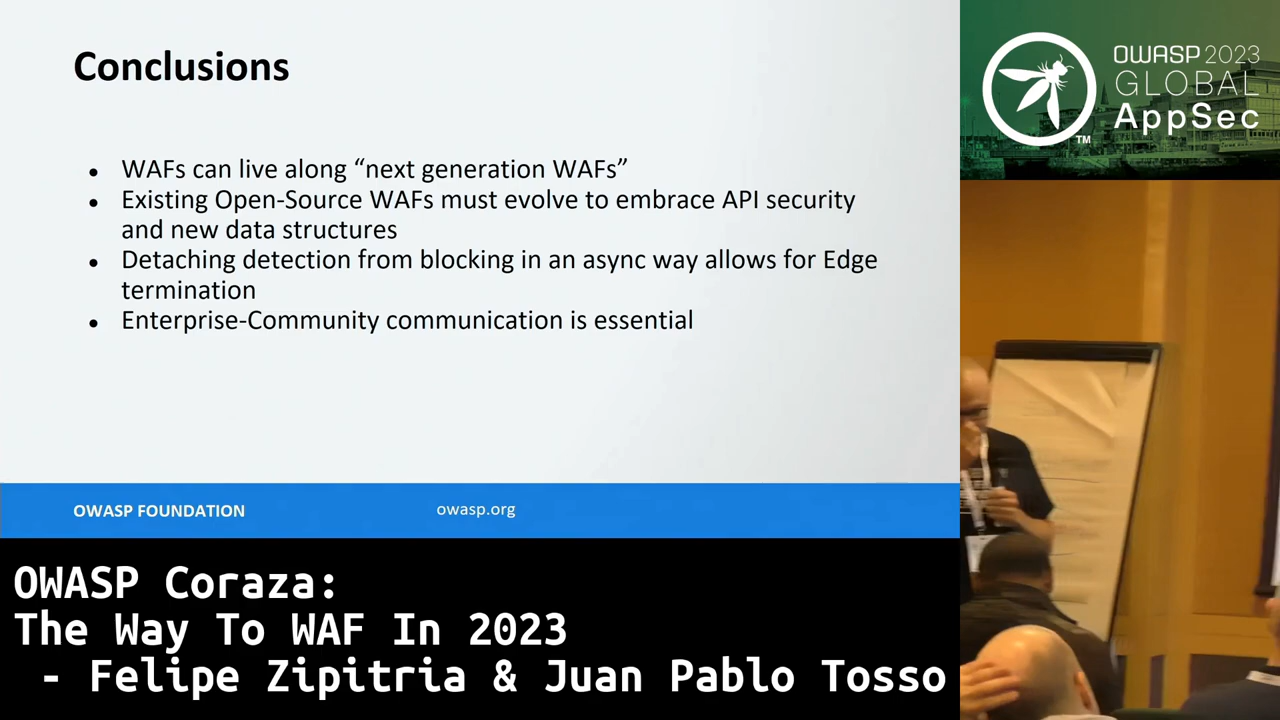 Conclusions
● WAFs can live along “next generation WAFs”
● Existing Open-Source WAFs must evolve to embrace API security
and new data structures
● Detaching detection from blocking in an async way allows for Edge
termination
● Enterprise-Community communication is essential
OWASP FOUNDATION
owasp.org
OWASP 2023
GLOBAL
AppSec
TM
OWASP Coraza:
The Way To WAF In 2023
- Felipe Zipitria & Juan Pablo Tosso